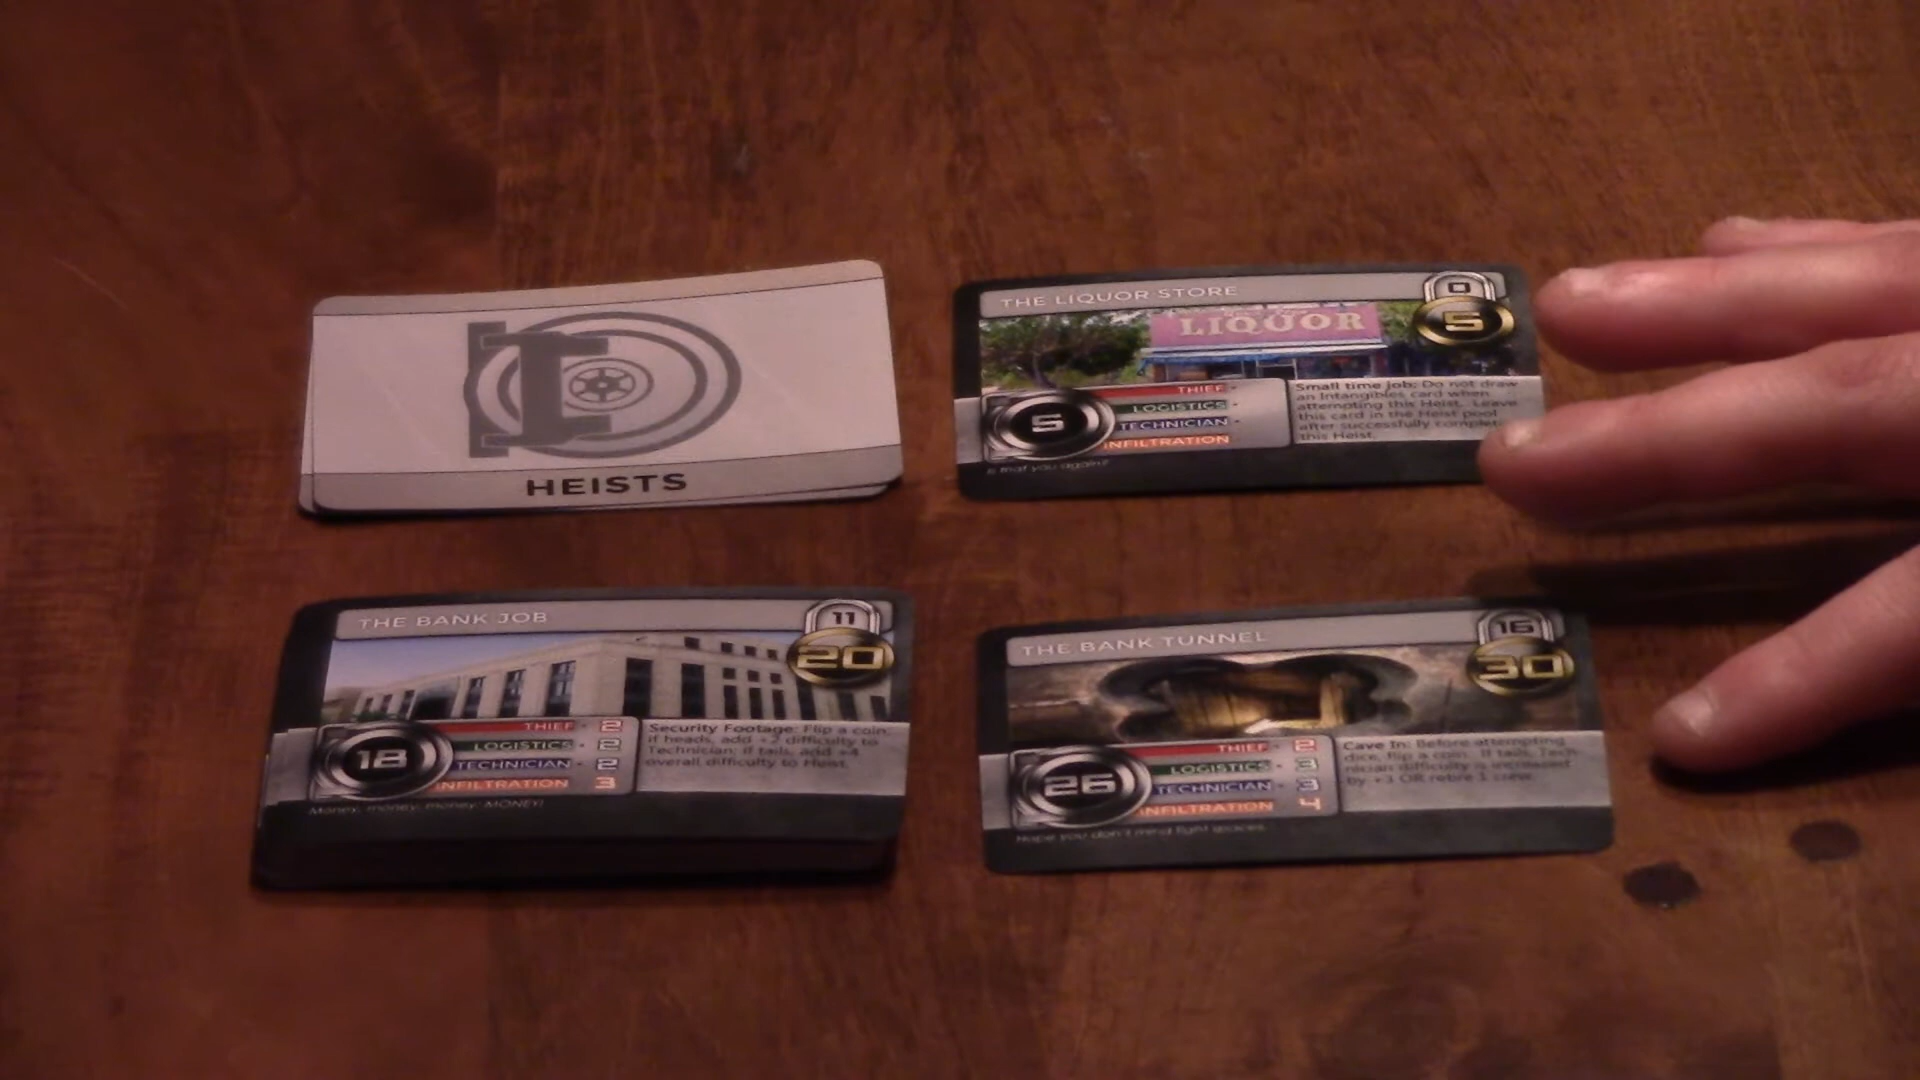 HEISTS
THE LIQUOR STORE
0
5
LIQUOR
THIEF -
LOGISTICS -
TECHNICIAN -
INFILTRATION
5
Small time job: Do not draw
an Intangibles card when
attempting this Heist. Leave
this card in the Heist pool
after successfully
this Heist.
Is that you again?
THE BANK JOB
11
20
THIEF - 2
LOGISTICS - 2
TECHNICIAN - 2
INFILTRATION 3
18
Security Footage: Flip a coin.
If heads, add +2 difficulty to
Technician; if tails, add +4
overall difficulty to Heist.
Money, money, money, MONEY!
THE BANK TUNNEL
30
THIEF - 2
LOGISTICS - 3
TECHNICIAN - 3
INFILTRATION 4
26
Cave In: Before attempting
dice, flip a coin. If tails, Tech-
nician difficulty is increased
by +3 OR retire 1 crew.
Hope you don't mind tight spaces.